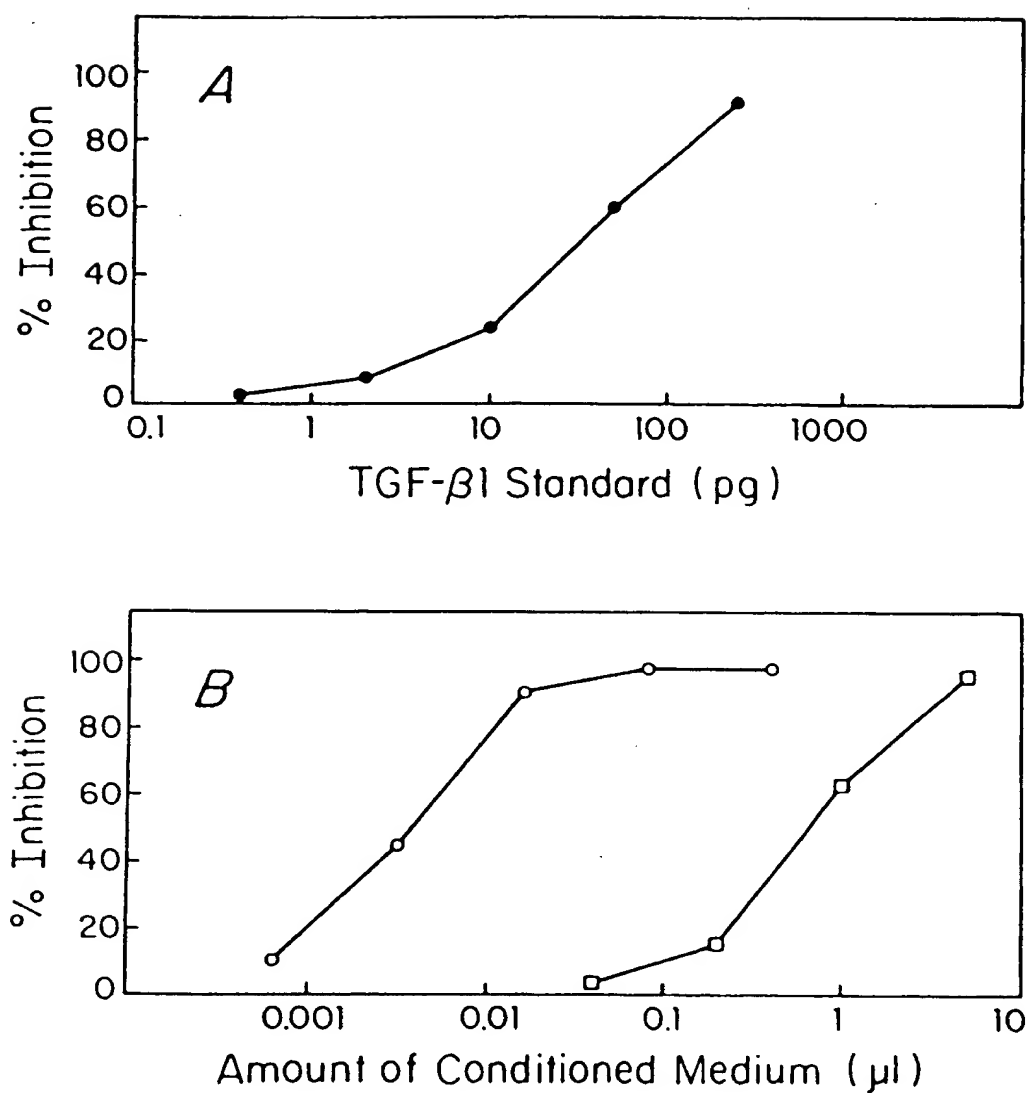 A
% Inhibition
100
80
60
40
20
0
0.1 1 10 100 1000
TGF-β1 Standard (pg)
B
% Inhibition
100
80
60
40
20
0
0.001 0.01 0.1 1 10
Amount of Conditioned Medium (µl)